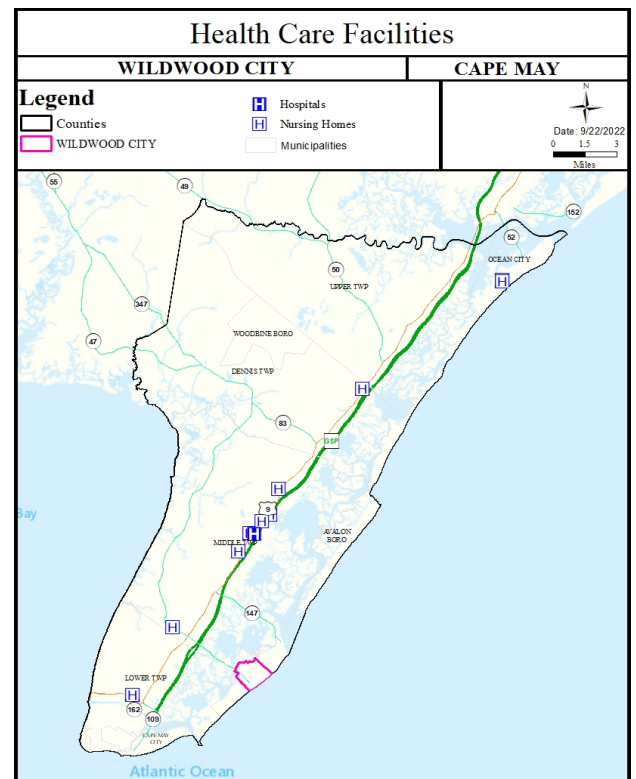 Health Care Facilities
WILDWOOD CITY
CAPE MAY
Legend
Counties
WILDWOOD CITY
H Hospitals
H Nursing Homes
Municipalities
N
Date: 9/22/2022
0 1.5 3
Miles
55
49
152
52
OCEAN CITY
50
UPPER TWP
H
347
WOODBINE BORO
47
DENNIS TWP
H
83
GSP
H
9
H
Bay
AVALON
BORO
H
MIDDLE TWP
H
147
H
LOWER TWP
H
162
109
CAPE MAY
CITY
Atlantic Ocean